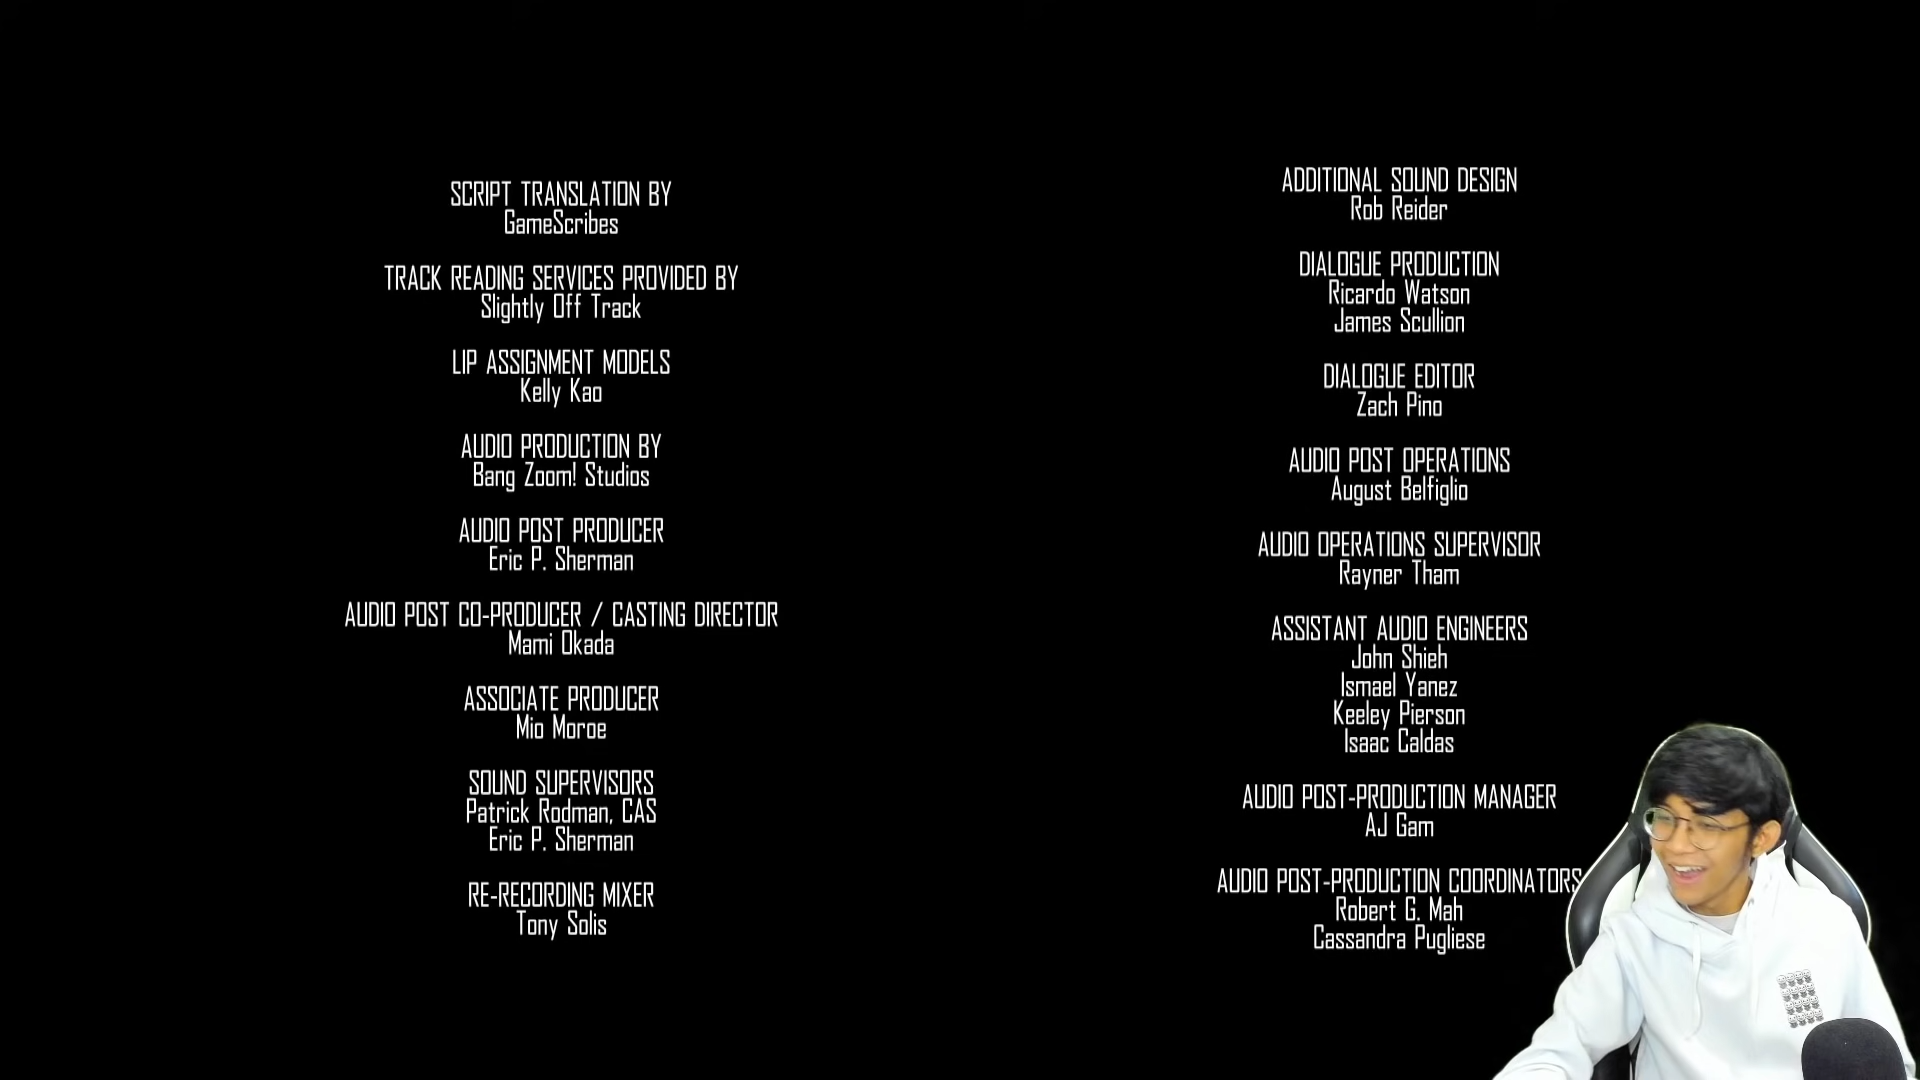 SCRIPT TRANSLATION BY
GameScribes
TRACK READING SERVICES PROVIDED BY
Slightly Off Track
LIP ASSIGNMENT MODELS
Kelly Kao
AUDIO PRODUCTION BY
Bang Zoom! Studios
AUDIO POST PRODUCER
Eric P. Sherman
AUDIO POST CO-PRODUCER / CASTING DIRECTOR
Mami Okada
ASSOCIATE PRODUCER
Mio Moroe
SOUND SUPERVISORS
Patrick Rodman, CAS
Eric P. Sherman
RE-RECORDING MIXER
Tony Solis
ADDITIONAL SOUND DESIGN
Rob Reider
DIALOGUE PRODUCTION
Ricardo Watson
James Scullion
DIALOGUE EDITOR
Zach Pino
AUDIO POST OPERATIONS
August Belfiglio
AUDIO OPERATIONS SUPERVISOR
Rayner Tham
ASSISTANT AUDIO ENGINEERS
John Shieh
Ismael Yanez
Keeley Pierson
Isaac Caldas
AUDIO POST-PRODUCTION MANAGER
AJ Gam
AUDIO POST-PRODUCTION COORDINATORS
Robert G. Mah
Cassandra Pugliese